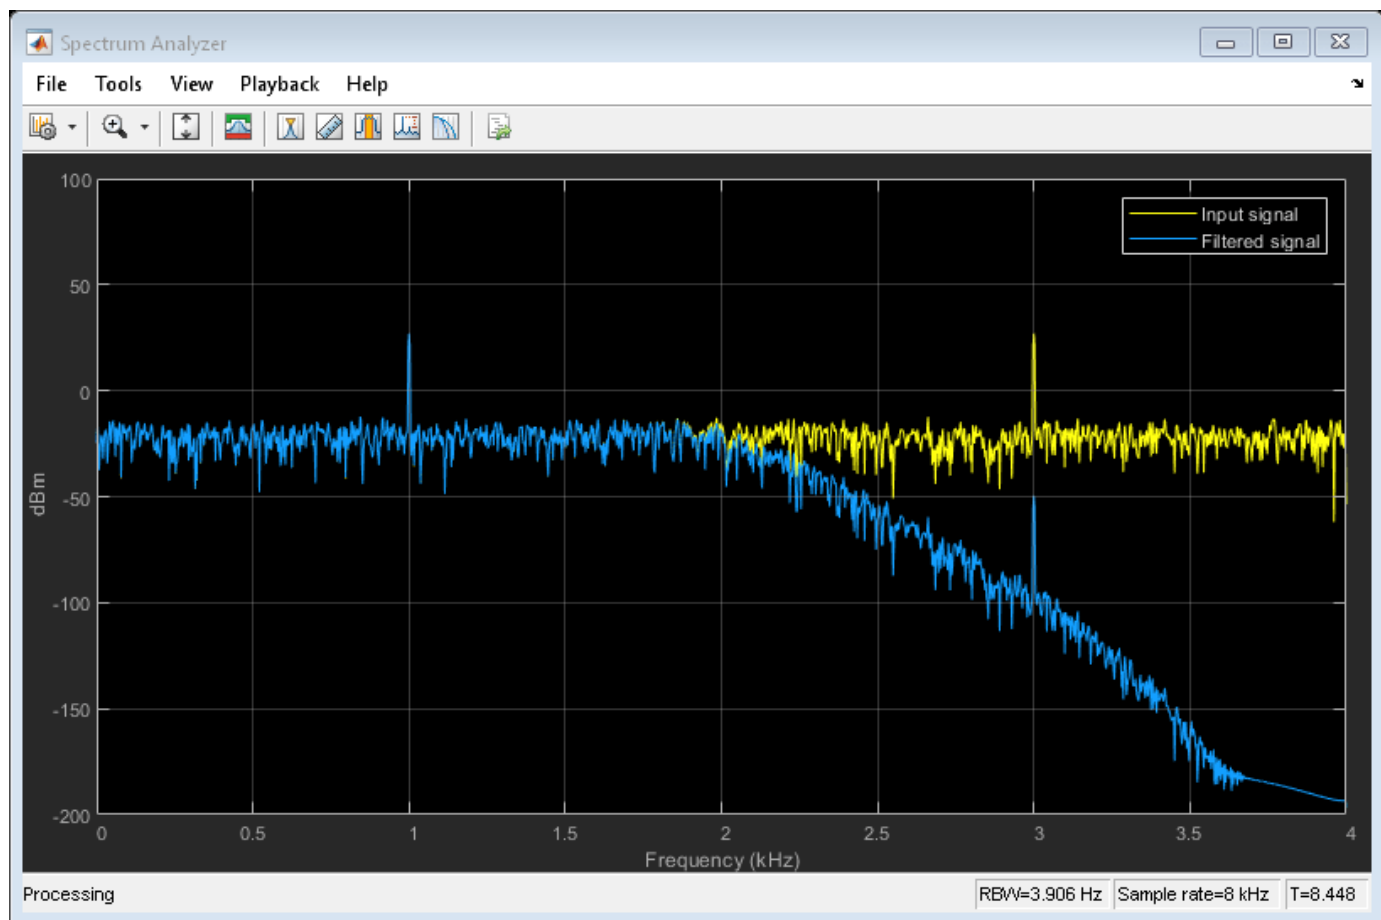 Spectrum Analyzer
File Tools View Playback Help
100
50
0
-50
-100
-150
-200
dBm
Input signal
Filtered signal
0 0.5 1 1.5 2 2.5 3 3.5 4
Frequency (kHz)
Processing RBW=3.906 Hz Sample rate=8 kHz T=8.448